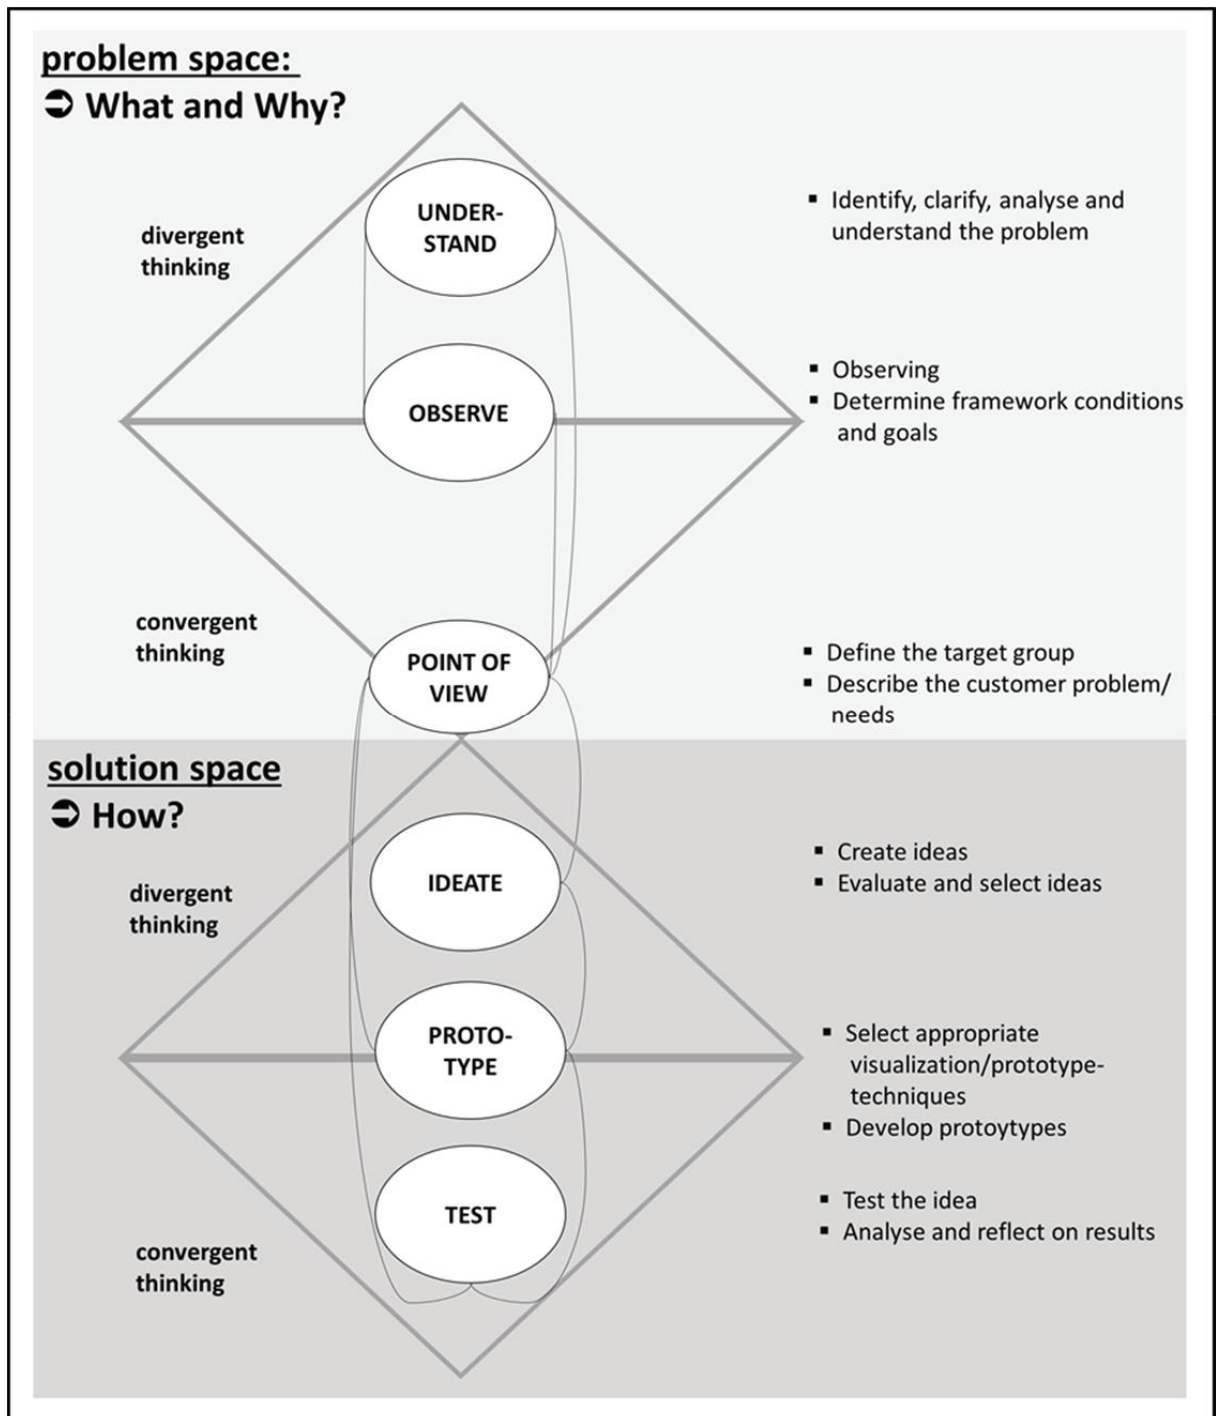 problem space:
➲ What and Why?
UNDER-
STAND
divergent
thinking
▪ Identify, clarify, analyse and
understand the problem
OBSERVE
▪ Observing
▪ Determine framework conditions
and goals
convergent
thinking
POINT OF
VIEW
▪ Define the target group
▪ Describe the customer problem/
needs
solution space
➲ How?
IDEATE
divergent
thinking
▪ Create ideas
▪ Evaluate and select ideas
PROTO-
TYPE
▪ Select appropriate
visualization/prototype-
techniques
▪ Develop protoytypes
TEST
▪ Test the idea
▪ Analyse and reflect on results
convergent
thinking